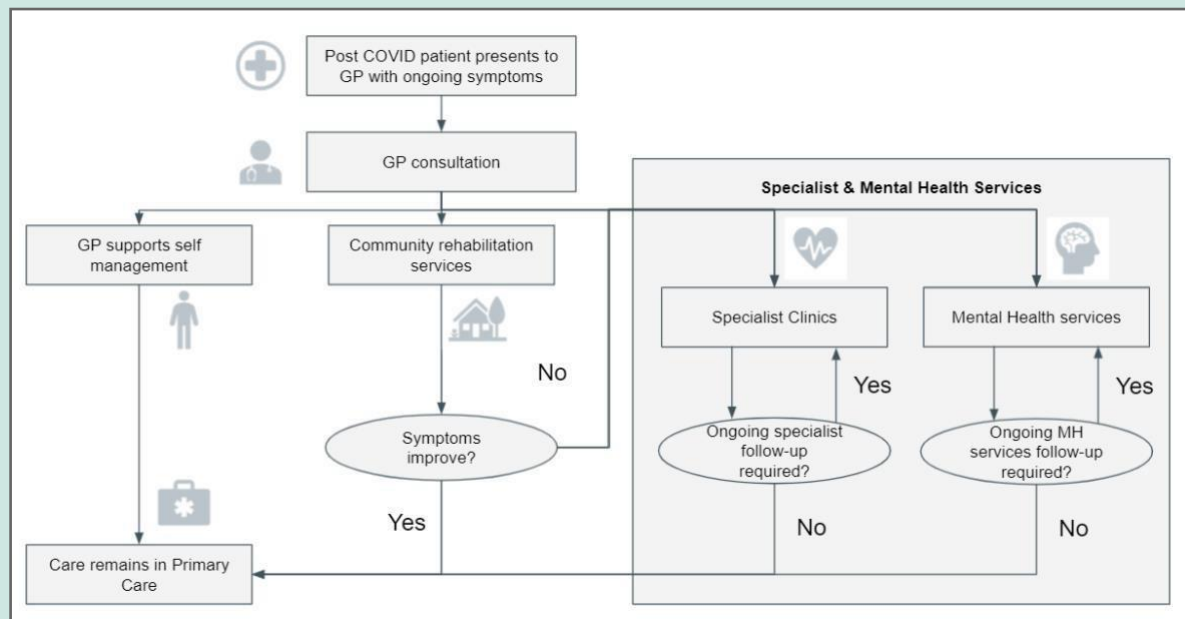 Post COVID patient presents to
GP with ongoing symptoms
GP consultation
Specialist & Mental Health Services
GP supports self
management
Community rehabilitation
services
Specialist Clinics
Mental Health services
No
Yes
Yes
Symptoms
improve?
Ongoing specialist
follow-up
required?
Ongoing MH
services follow-up
required?
Yes
No
No
Care remains in Primary
Care